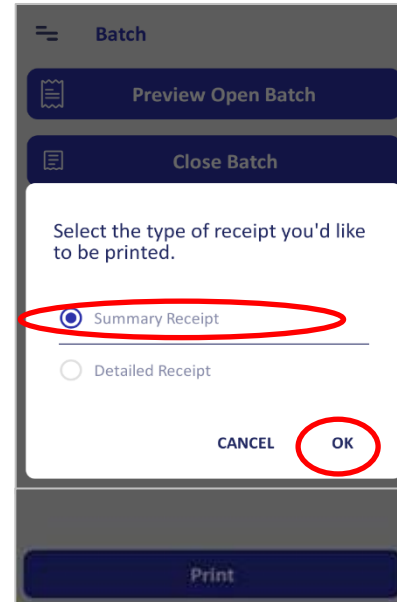 Batch
Preview Open Batch
Close Batch
Select the type of receipt you'd like
to be printed.
Summary Receipt
Detailed Receipt
CANCEL OK
Print